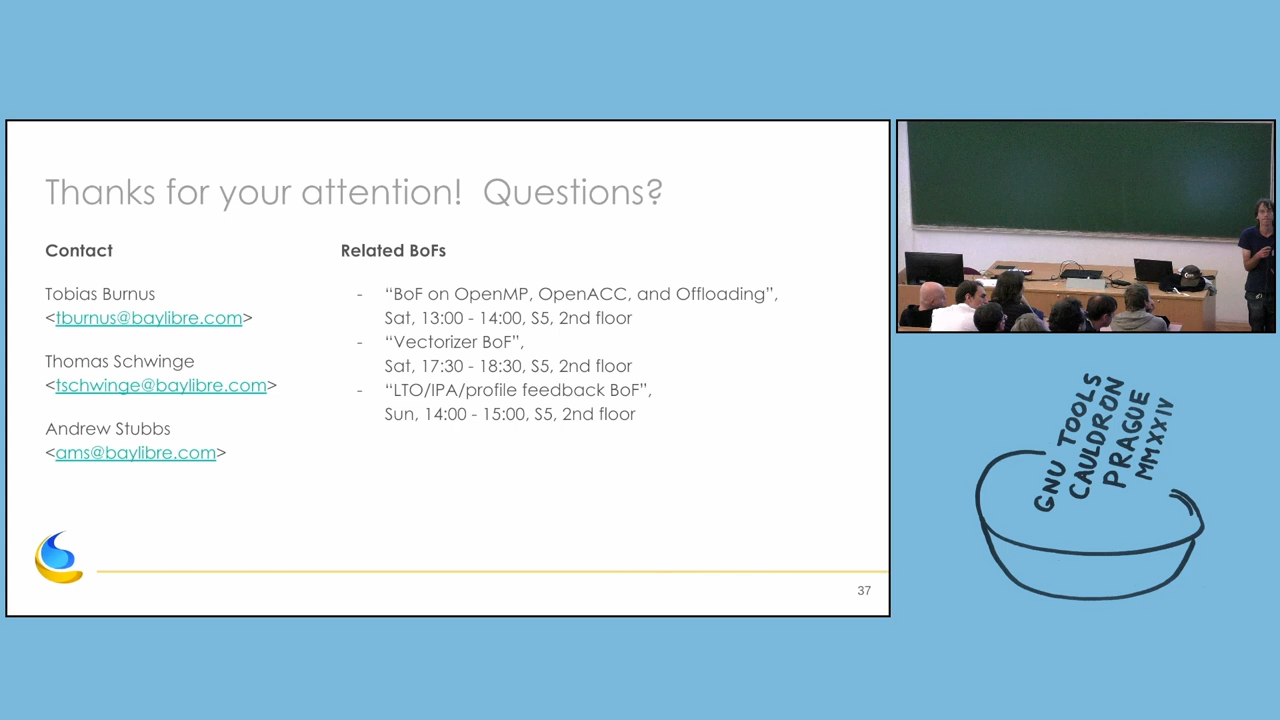 Thanks for your attention!  Questions?
Contact
Tobias Burnus
<tburnus@baylibre.com>
Thomas Schwinge
<tschwinge@baylibre.com>
Andrew Stubbs
<ams@baylibre.com>
Related BoFs
- “BoF on OpenMP, OpenACC, and Offloading”,
Sat, 13:00 - 14:00, S5, 2nd floor
- “Vectorizer BoF”,
Sat, 17:30 - 18:30, S5, 2nd floor
- “LTO/IPA/profile feedback BoF”,
Sun, 14:00 - 15:00, S5, 2nd floor
37
GNU TOOLS
CAULDRON
PRAGUE
MMXXIV